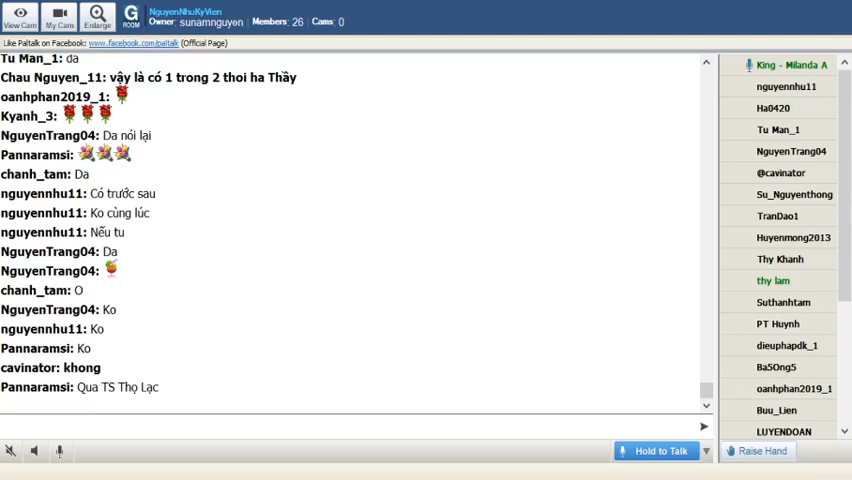 NguyenNhuKyVien
Owner: sunamnguyen Members: 26 Cams: 0
View Cam My Cam Enlarge G ROOM
Like Paltalk on Facebook: www.facebook.com/paltalk (Official Page)
Tu Man_1: da
Chau Nguyen_11: vậy là có 1 trong 2 thoi ha Thầy
oanhphan2019_1:
Kyanh_3:
NguyenTrang04: Da nói lại
Pannaramsi:
chanh_tam: Da
nguyennhu11: Có trước sau
nguyennhu11: Ko cùng lúc
nguyennhu11: Nếu tu
NguyenTrang04: Da
NguyenTrang04:
chanh_tam: O
NguyenTrang04: Ko
nguyennhu11: Ko
Pannaramsi: Ko
cavinator: khong
Pannaramsi: Qua TS Thọ Lạc
King - Milanda A
nguyennhu11
Ha0420
Tu Man_1
NguyenTrang04
@cavinator
Su_Nguyenthong
TranDao1
Huyenmong2013
Thy Khanh
thy lam
Suthanhtam
PT Huynh
dieuphapdk_1
Ba5Ong5
oanhphan2019_1
Buu_Lien
LUYENDOAN
Hold to Talk
Raise Hand